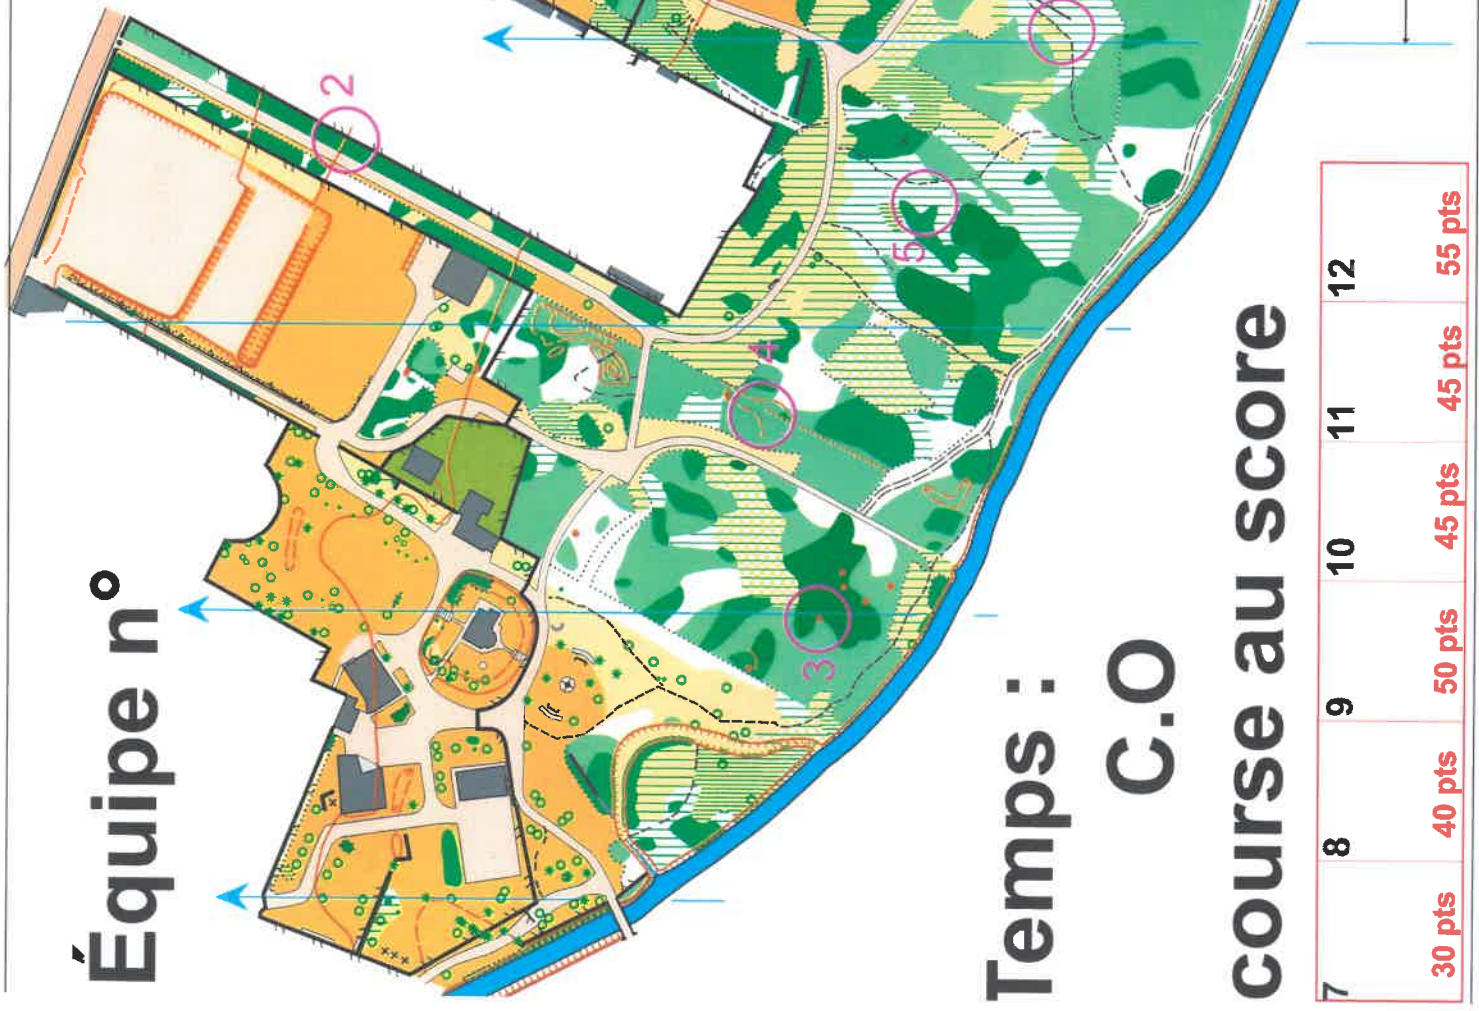 Équipe n°
Temps :
C.O
course au score
7 8 9 10 11 12
30 pts 40 pts 50 pts 45 pts 45 pts 55 pts
2
3
4
5